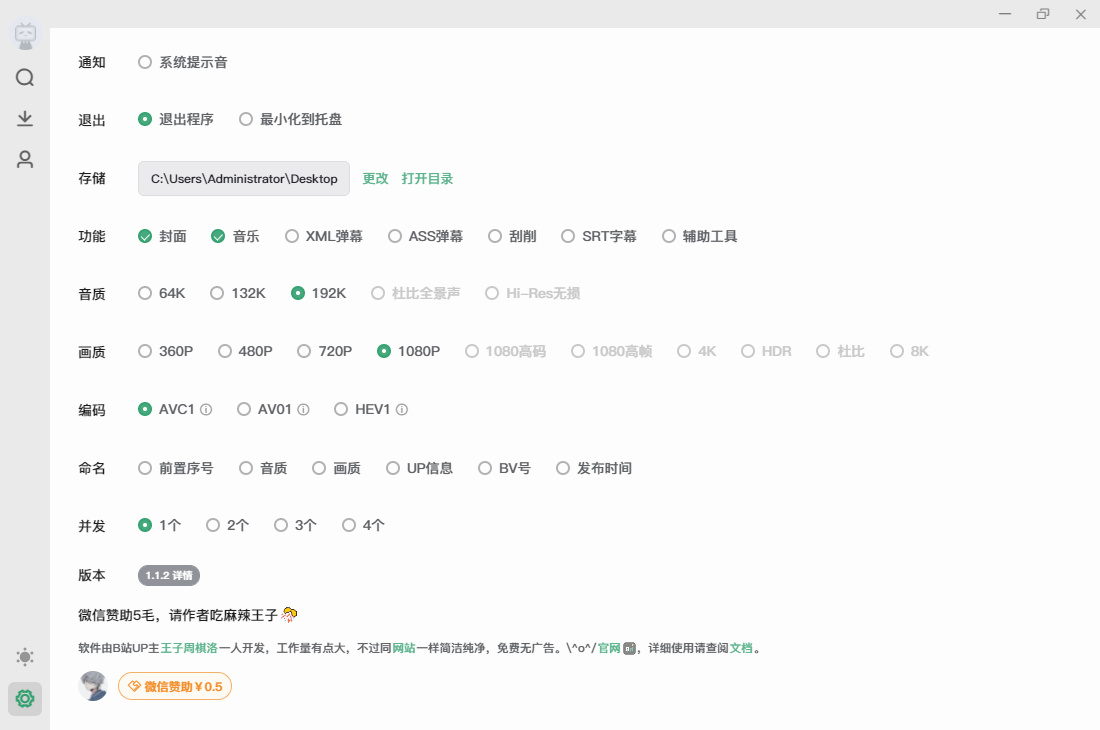 通知 系统提示音
退出 退出程序 最小化到托盘
存储 C:\Users\Administrator\Desktop 更改 打开目录
功能 封面 音乐 XML弹幕 ASS弹幕 刮削 SRT字幕 辅助工具
音质 64K 132K 192K 杜比全景声 Hi-Res无损
画质 360P 480P 720P 1080P 1080高码 1080高帧 4K HDR 杜比 8K
编码 AVC1 AV01 HEV1
命名 前置序号 音质 画质 UP信息 BV号 发布时间
并发 1个 2个 3个 4个
版本 1.1.2 详情
微信赞助5毛，请作者吃麻辣王子
软件由B站UP主王子周棋洛一人开发，工作量有点大，不过同网站一样简洁纯净，免费无广告。\^o^/官网，详细使用请查阅文档。
微信赞助￥0.5